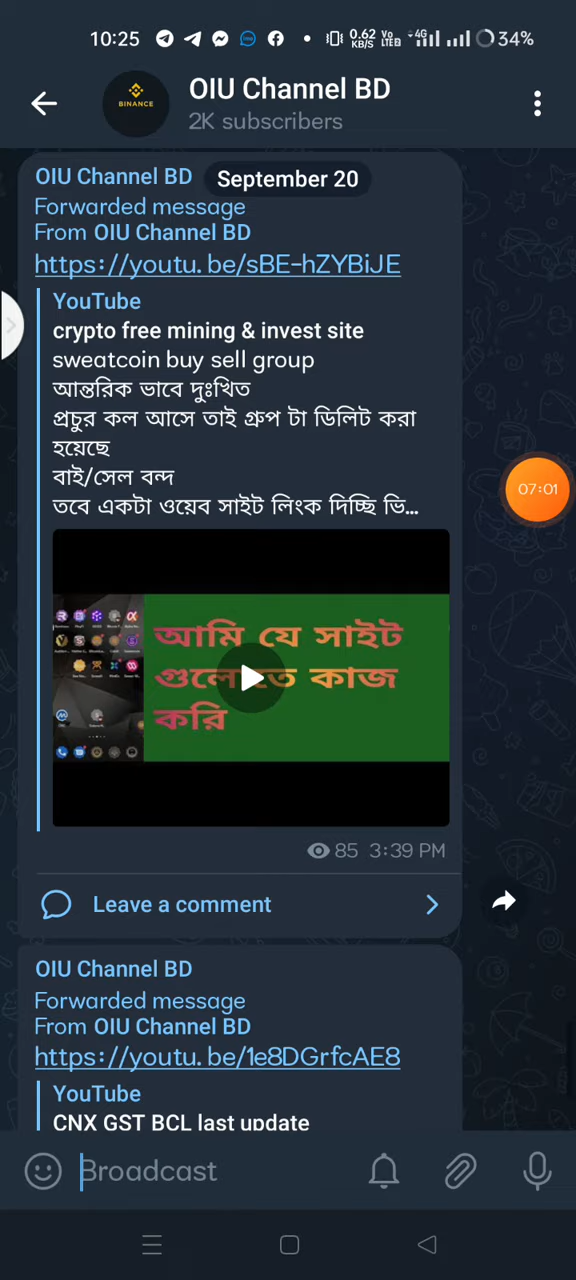 10:25
0.62 KB/S
Vo LTE2
4G
34%
OIU Channel BD
BINANCE
2K subscribers
OIU Channel BD
September 20
Forwarded message
From OIU Channel BD
https://youtu.be/sBE-hZYBiJE
YouTube
crypto free mining & invest site
sweatcoin buy sell group
আন্তরিক ভাবে দুঃখিত
প্রচুর কল আসে তাই গ্রুপ টা ডিলিট করা
হয়েছে
বাই/সেল বন্দ
তবে একটা ওয়েব সাইট লিংক দিচ্ছি ভি...
07:01
আমি যে সাইট
কাজ
করি
85 3:39 PM
Leave a comment
OIU Channel BD
Forwarded message
From OIU Channel BD
https://youtu.be/1e8DGrfcAE8
YouTube
CNX GST BCL last update
Broadcast